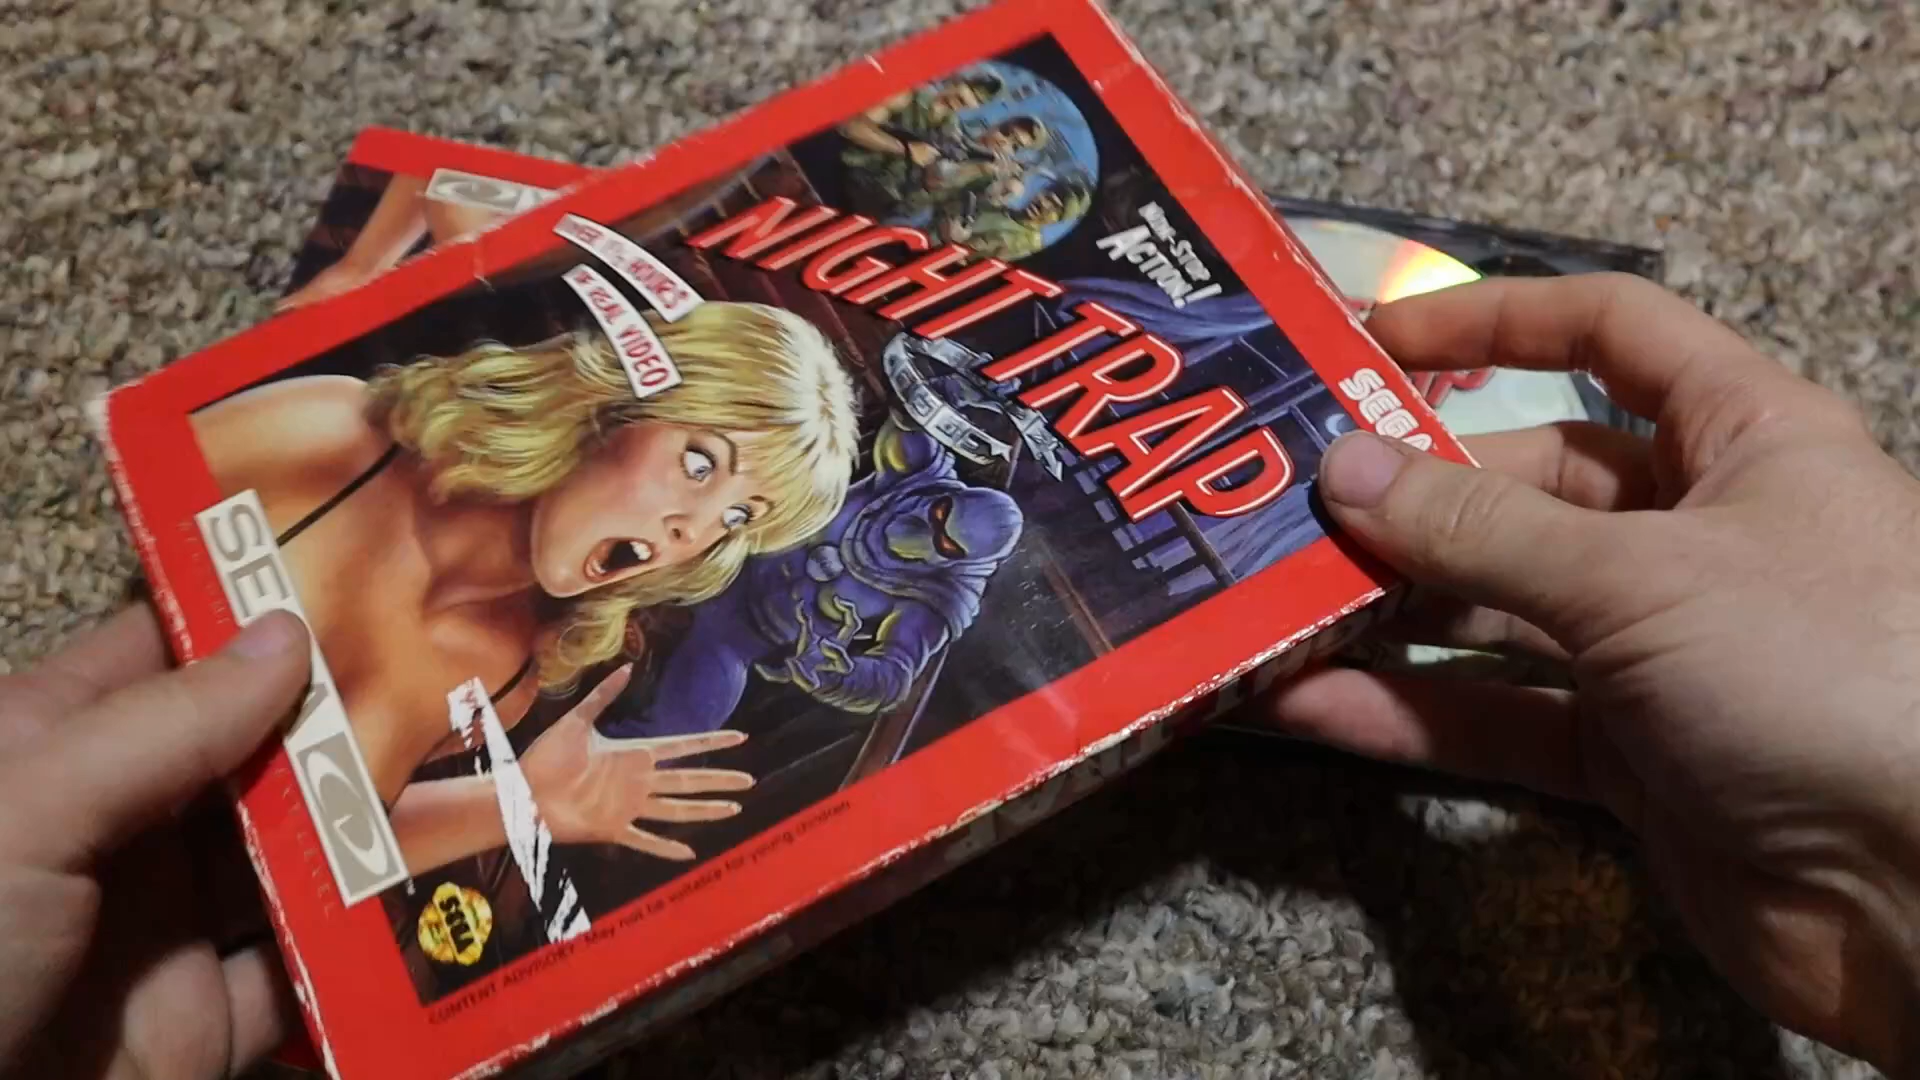 NIGHT TRAP
NON-STOP
ACTION!
OVER 1½ HOURS
OF REAL VIDEO
SEGA
SEGA
CONTENT ADVISORY: May not be suitable for young children